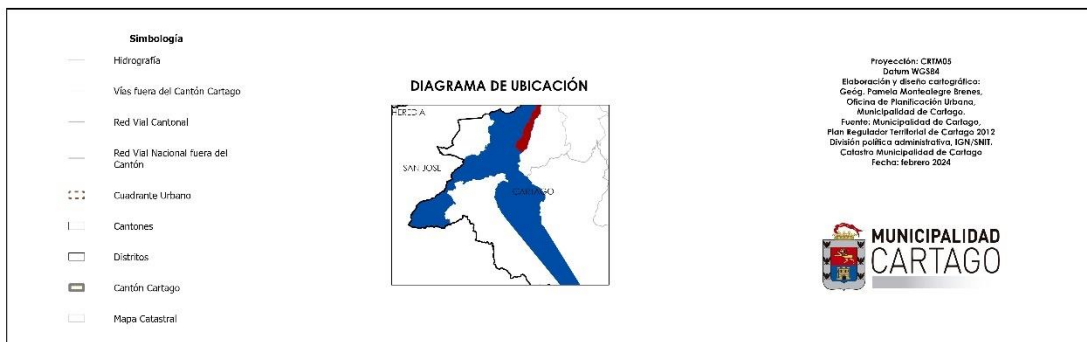 Simbología
Hidrografía
Vías fuera del Cantón Cartago
Red Vial Cantonal
Red Vial Nacional fuera del
Cantón
Cuadrante Urbano
Cantones
Distritos
Cantón Cartago
Mapa Catastral
DIAGRAMA DE UBICACIÓN
HEREDIA
SAN JOSE
CARTAGO
Proyección: CRTM05
Datum WGS84
Elaboración y diseño cartográfico:
Geóg. Pamela Montealegre Brenes,
Oficina de Planificación Urbana,
Municipalidad de Cartago.
Fuente: Municipalidad de Cartago,
Plan Regulador Territorial de Cartago 2012
División política administrativa, IGN/SNIT.
Catastro Municipalidad de Cartago
Fecha: febrero 2024
MUNICIPALIDAD
CARTAGO